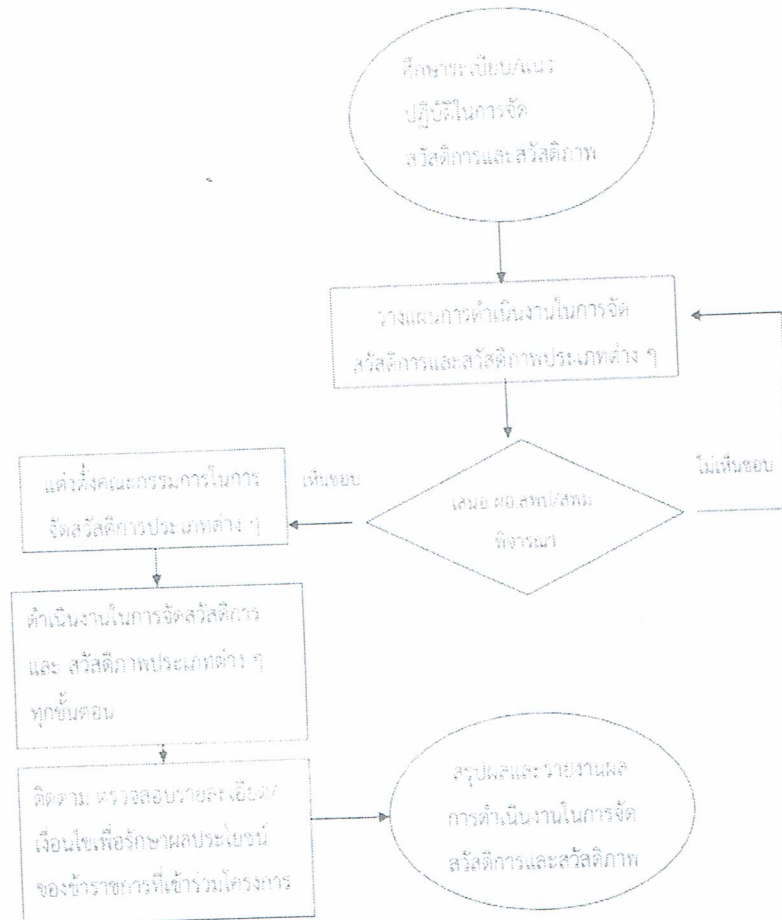 ศึกษาระเบียบ/แนว
ปฏิบัติในการจัด
สวัสดิการและสวัสดิภาพ
วางแผนการดำเนินงานในการจัด
สวัสดิการและสวัสดิภาพประเภทต่าง ๆ
เสนอ ผอ.สพป/สพม
พิจารณา
ไม่เห็นชอบ
เห็นชอบ
แต่งตั้งคณะกรรมการในการ
จัดสวัสดิการประเภทต่าง ๆ
ดำเนินงานในการจัดสวัสดิการ
และ สวัสดิภาพประเภทต่าง ๆ
ทุกขั้นตอน
ติดตาม ตรวจสอบรายละเอียด/
เงื่อนไขเพื่อรักษาผลประโยชน์
ของข้าราชการที่เข้าร่วมโครงการ
สรุปผลและ รายงานผล
การดำเนินงานในการจัด
สวัสดิการและสวัสดิภาพ